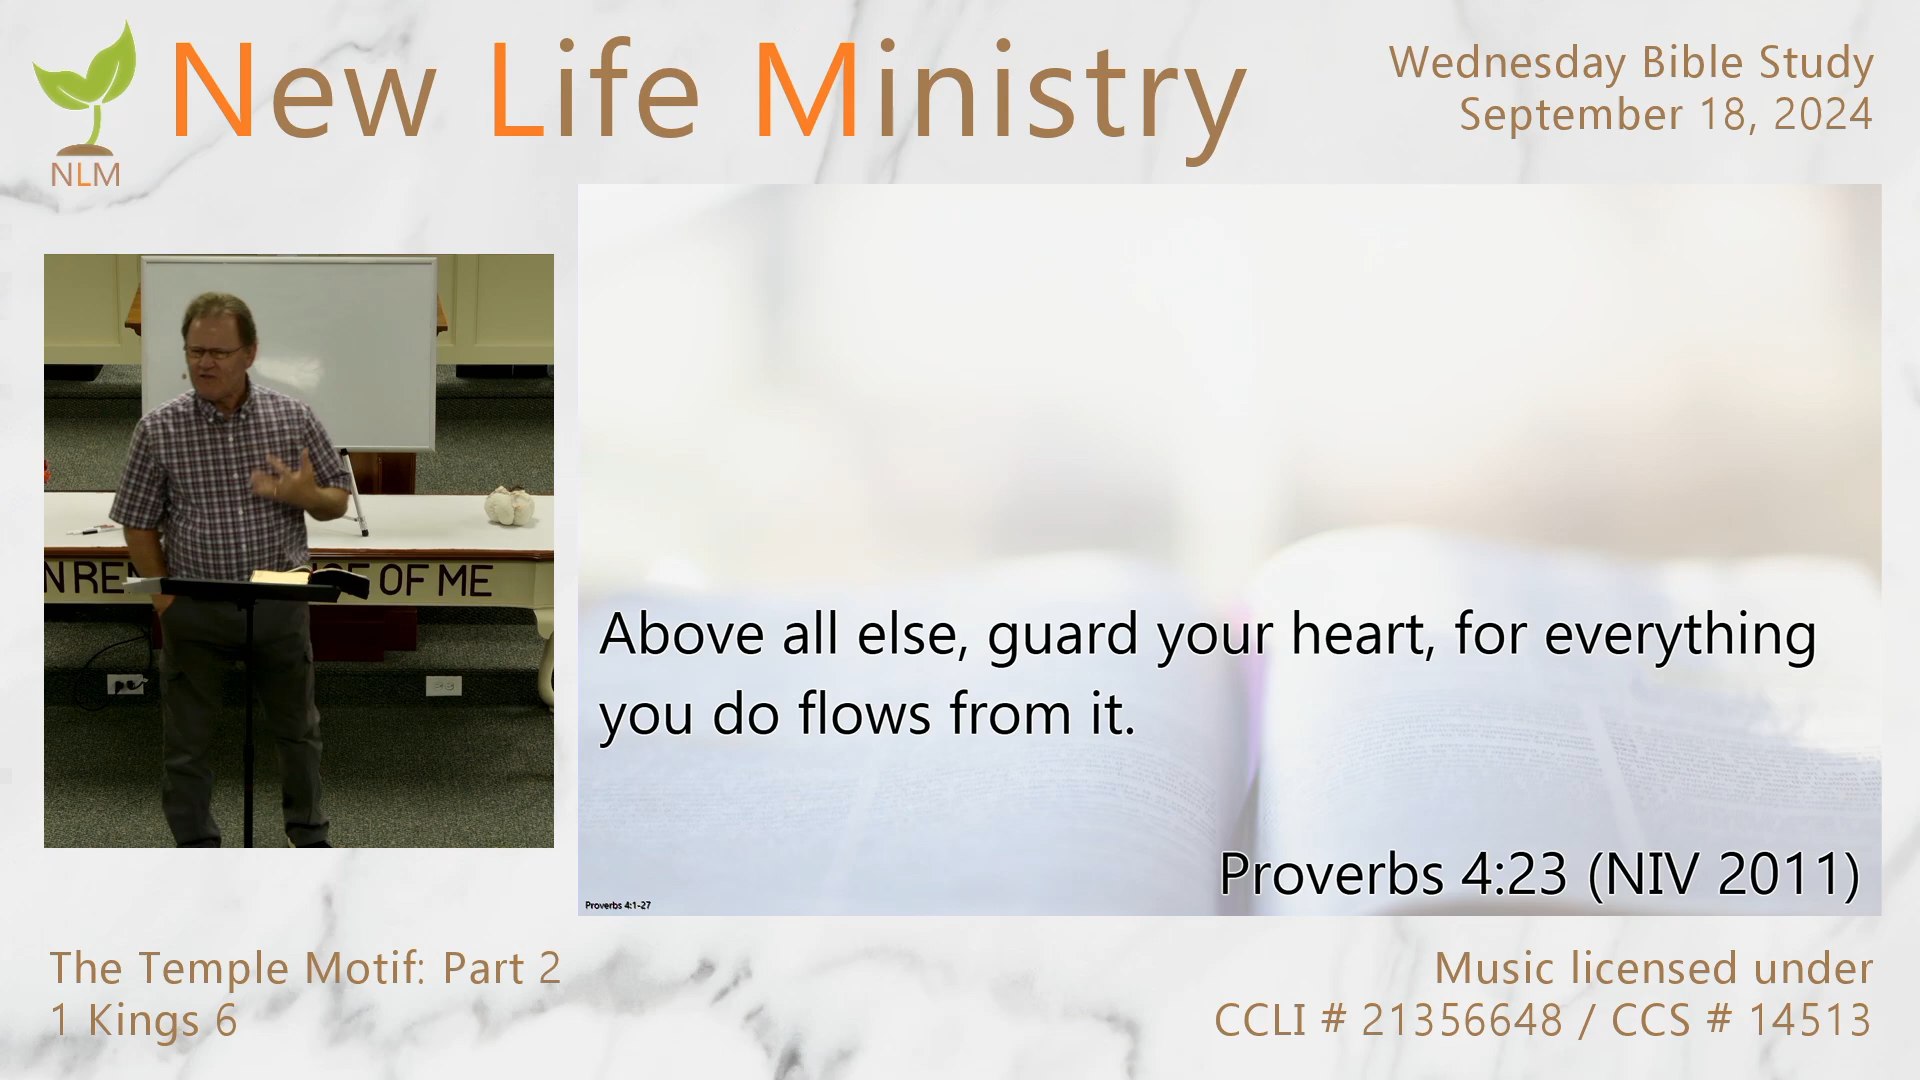 New Life Ministry
NLM
Wednesday Bible Study
September 18, 2024
N REM
OF ME
Above all else, guard your heart, for everything
you do flows from it.
Proverbs 4:23 (NIV 2011)
Proverbs 4:1-27
The Temple Motif: Part 2
1 Kings 6
Music licensed under
CCLI # 21356648 / CCS # 14513